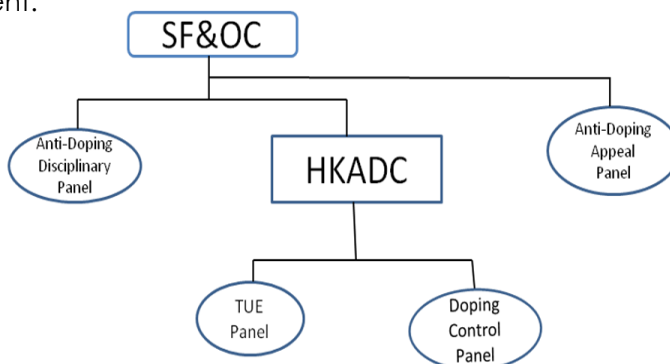 SF&OC
Anti-Doping
Disciplinary
Panel
HKADC
Anti-Doping
Appeal
Panel
TUE
Panel
Doping
Control
Panel